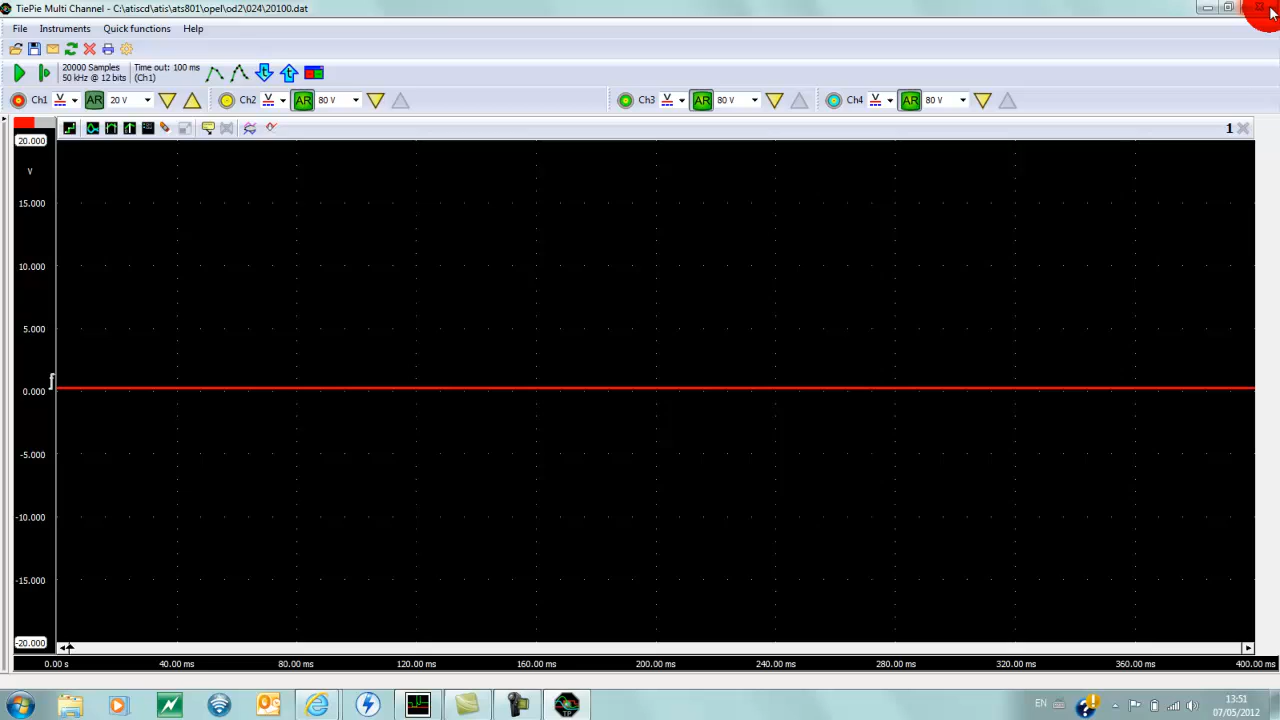 TiePie Multi Channel - C:\atiscd\atis\ats801\opel\od2\024\20100.dat
File Instruments Quick functions Help
20000 Samples
50 kHz @ 12 bits
Time out: 100 ms
(Ch1)
Ch1 V AR 20 V Ch2 V AR 80 V Ch3 V AR 80 V Ch4 V AR 80 V
1
20.000
V
15.000
10.000
5.000
0.000
-5.000
-10.000
-15.000
-20.000
0.00 s 40.00 ms 80.00 ms 120.00 ms 160.00 ms 200.00 ms 240.00 ms 280.00 ms 320.00 ms 360.00 ms 400.00 ms
TP
EN
13:51
07/05/2012